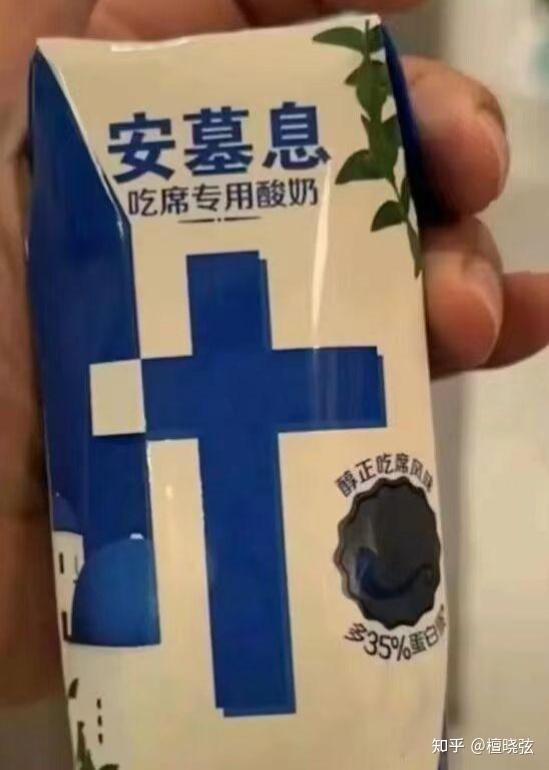 安墓息
吃席专用酸奶
醇正吃席风味
多35%蛋白质
知乎 @檀晓弦